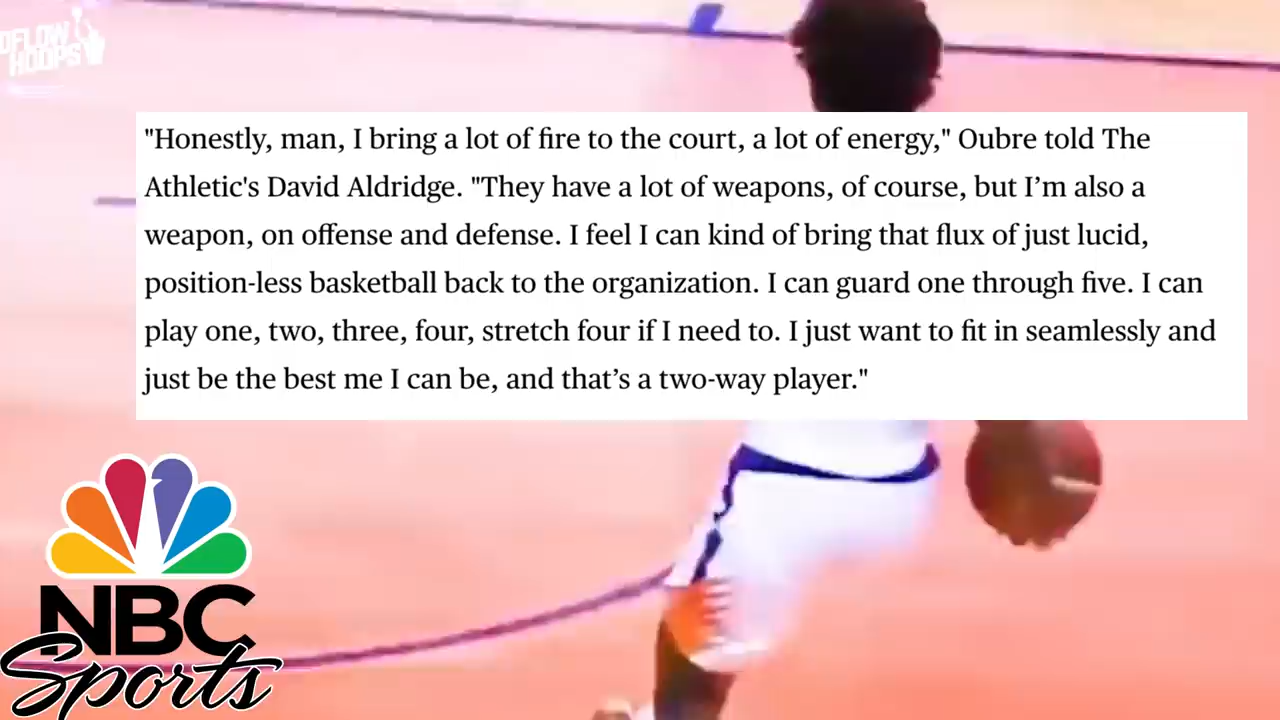 DFLOW
HOOPS
"Honestly, man, I bring a lot of fire to the court, a lot of energy," Oubre told The
Athletic's David Aldridge. "They have a lot of weapons, of course, but I’m also a
weapon, on offense and defense. I feel I can kind of bring that flux of just lucid,
position-less basketball back to the organization. I can guard one through five. I can
play one, two, three, four, stretch four if I need to. I just want to fit in seamlessly and
just be the best me I can be, and that’s a two-way player."
NBC
Sports